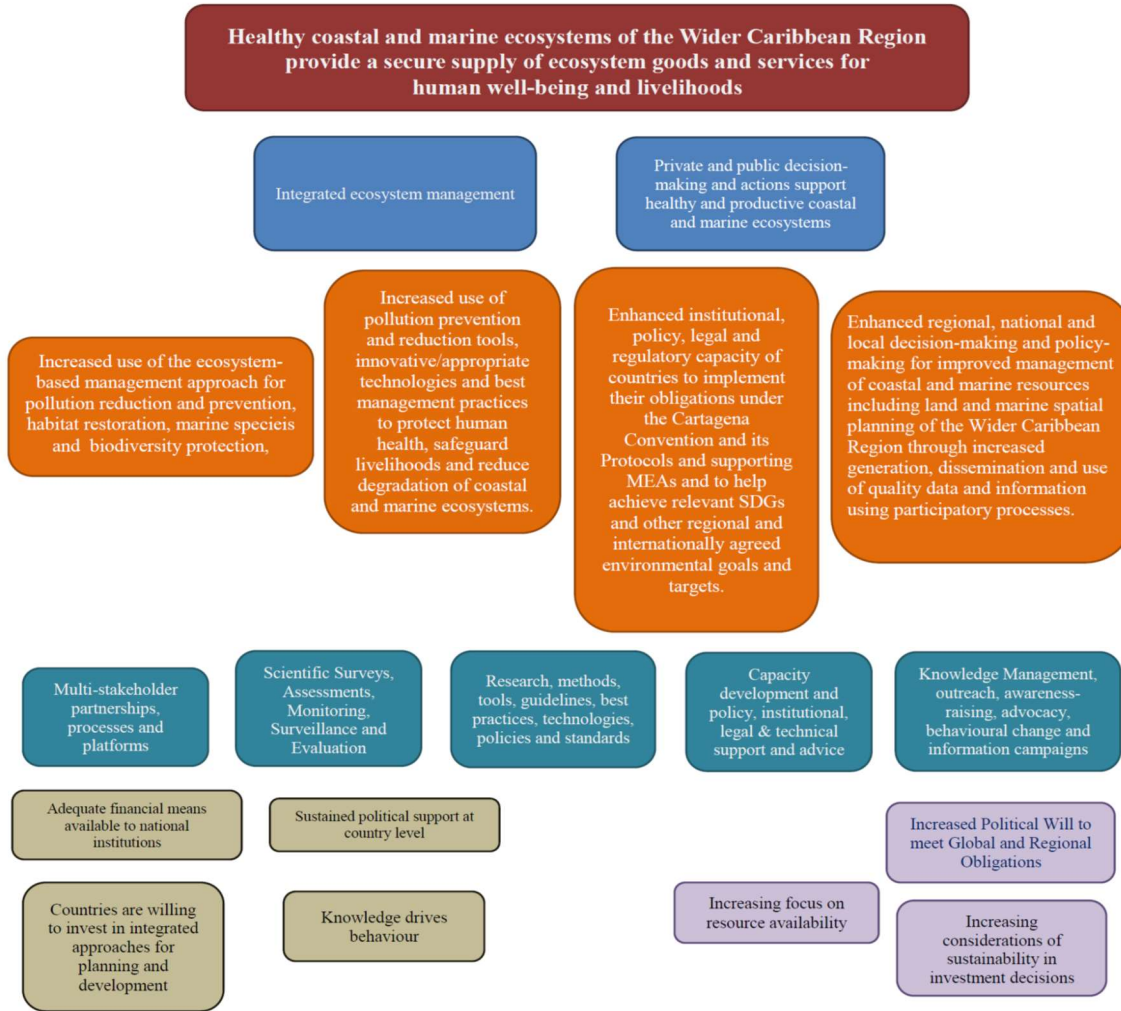 Healthy coastal and marine ecosystems of the Wider Caribbean Region
provide a secure supply of ecosystem goods and services for
human well-being and livelihoods
Integrated ecosystem management
Private and public decision-
making and actions support
healthy and productive coastal
and marine ecosystems
Increased use of the ecosystem-
based management approach for
pollution reduction and prevention,
habitat restoration, marine specieis
and biodiversity protection,
Increased use of
pollution prevention
and reduction tools,
innovative/appropriate
technologies and best
management practices
to protect human
health, safeguard
livelihoods and reduce
degradation of coastal
and marine ecosystems.
Enhanced institutional,
policy, legal and
regulatory capacity of
countries to implement
their obligations under
the Cartagena
Convention and its
Protocols and supporting
MEAs and to help
achieve relevant SDGs
and other regional and
internationally agreed
environmental goals and
targets.
Enhanced regional, national and
local decision-making and policy-
making for improved management
of coastal and marine resources
including land and marine spatial
planning of the Wider Caribbean
Region through increased
generation, dissemination and use
of quality data and information
using participatory processes.
Multi-stakeholder
partnerships,
processes and
platforms
Scientific Surveys,
Assessments,
Monitoring,
Surveillance and
Evaluation
Research, methods,
tools, guidelines, best
practices, technologies,
policies and standards
Capacity
development and
policy, institutional,
legal & technical
support and advice
Knowledge Management,
outreach, awareness-
raising, advocacy,
behavioural change and
information campaigns
Adequate financial means
available to national
institutions
Sustained political support at
country level
Increased Political Will to
meet Global and Regional
Obligations
Countries are willing
to invest in integrated
approaches for
planning and
development
Knowledge drives
behaviour
Increasing focus on
resource availability
Increasing
considerations of
sustainability in
investment decisions